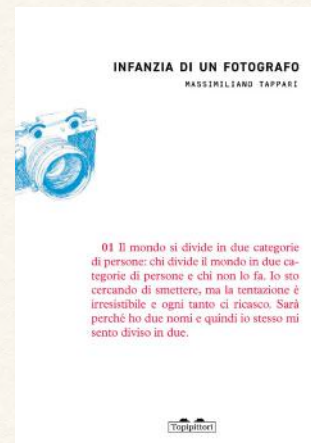 INFANZIA DI UN FOTOGRAFO
MASSIMILIANO TAPPARI
01 Il mondo si divide in due categorie
di persone: chi divide il mondo in due ca-
tegorie di persone e chi non lo fa. Io sto
cercando di smettere, ma la tentazione è
irresistibile e ogni tanto ci ricasco. Sarà
perché ho due nomi e quindi io stesso mi
sento diviso in due.
Topipittori